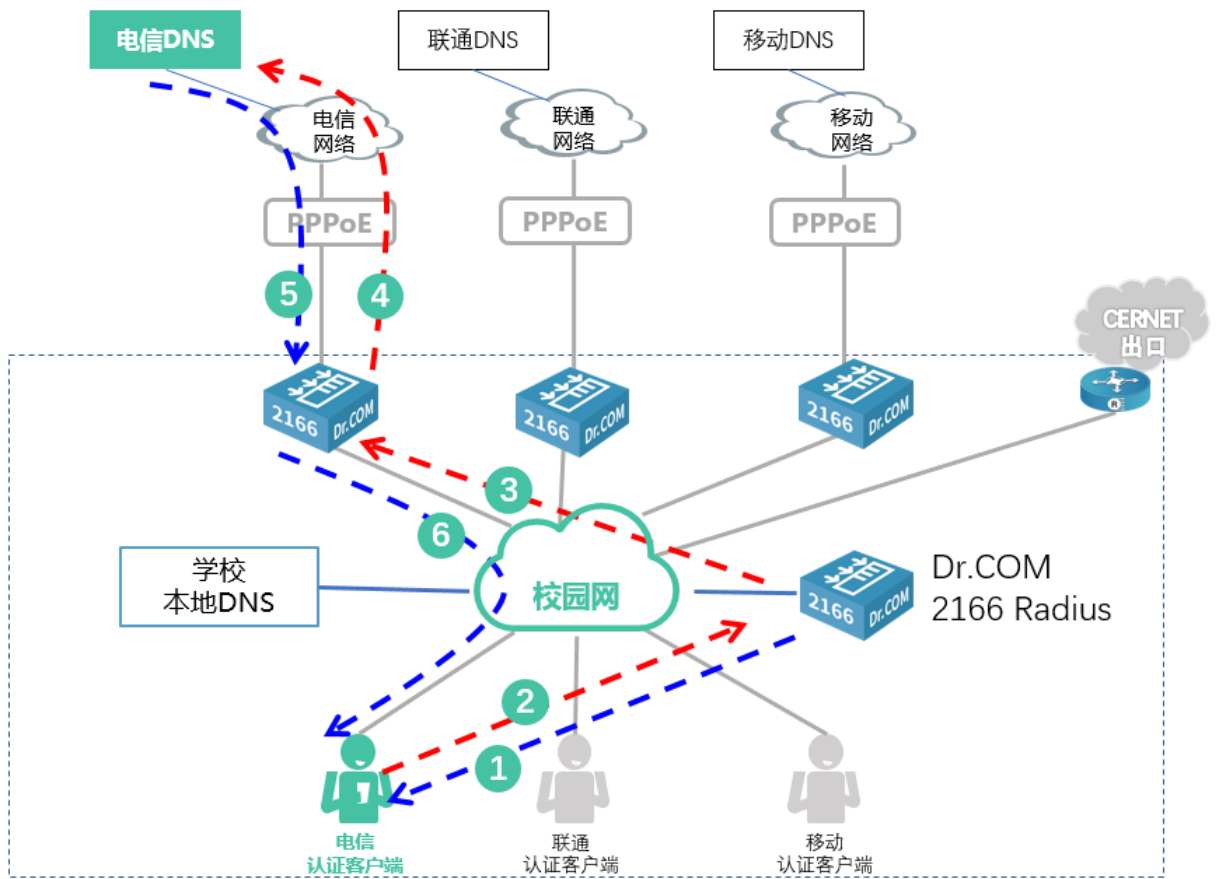 电信DNS
联通DNS
移动DNS
电信
网络
联通
网络
移动
网络
PPPoE
PPPoE
PPPoE
5
4
CERNET
出口
2166
Dr.COM
2166
Dr.COM
2166
Dr.COM
R
3
6
学校
本地DNS
校园网
2166
Dr.COM
Dr.COM
2166 Radius
2
1
电信
认证客户端
联通
认证客户端
移动
认证客户端